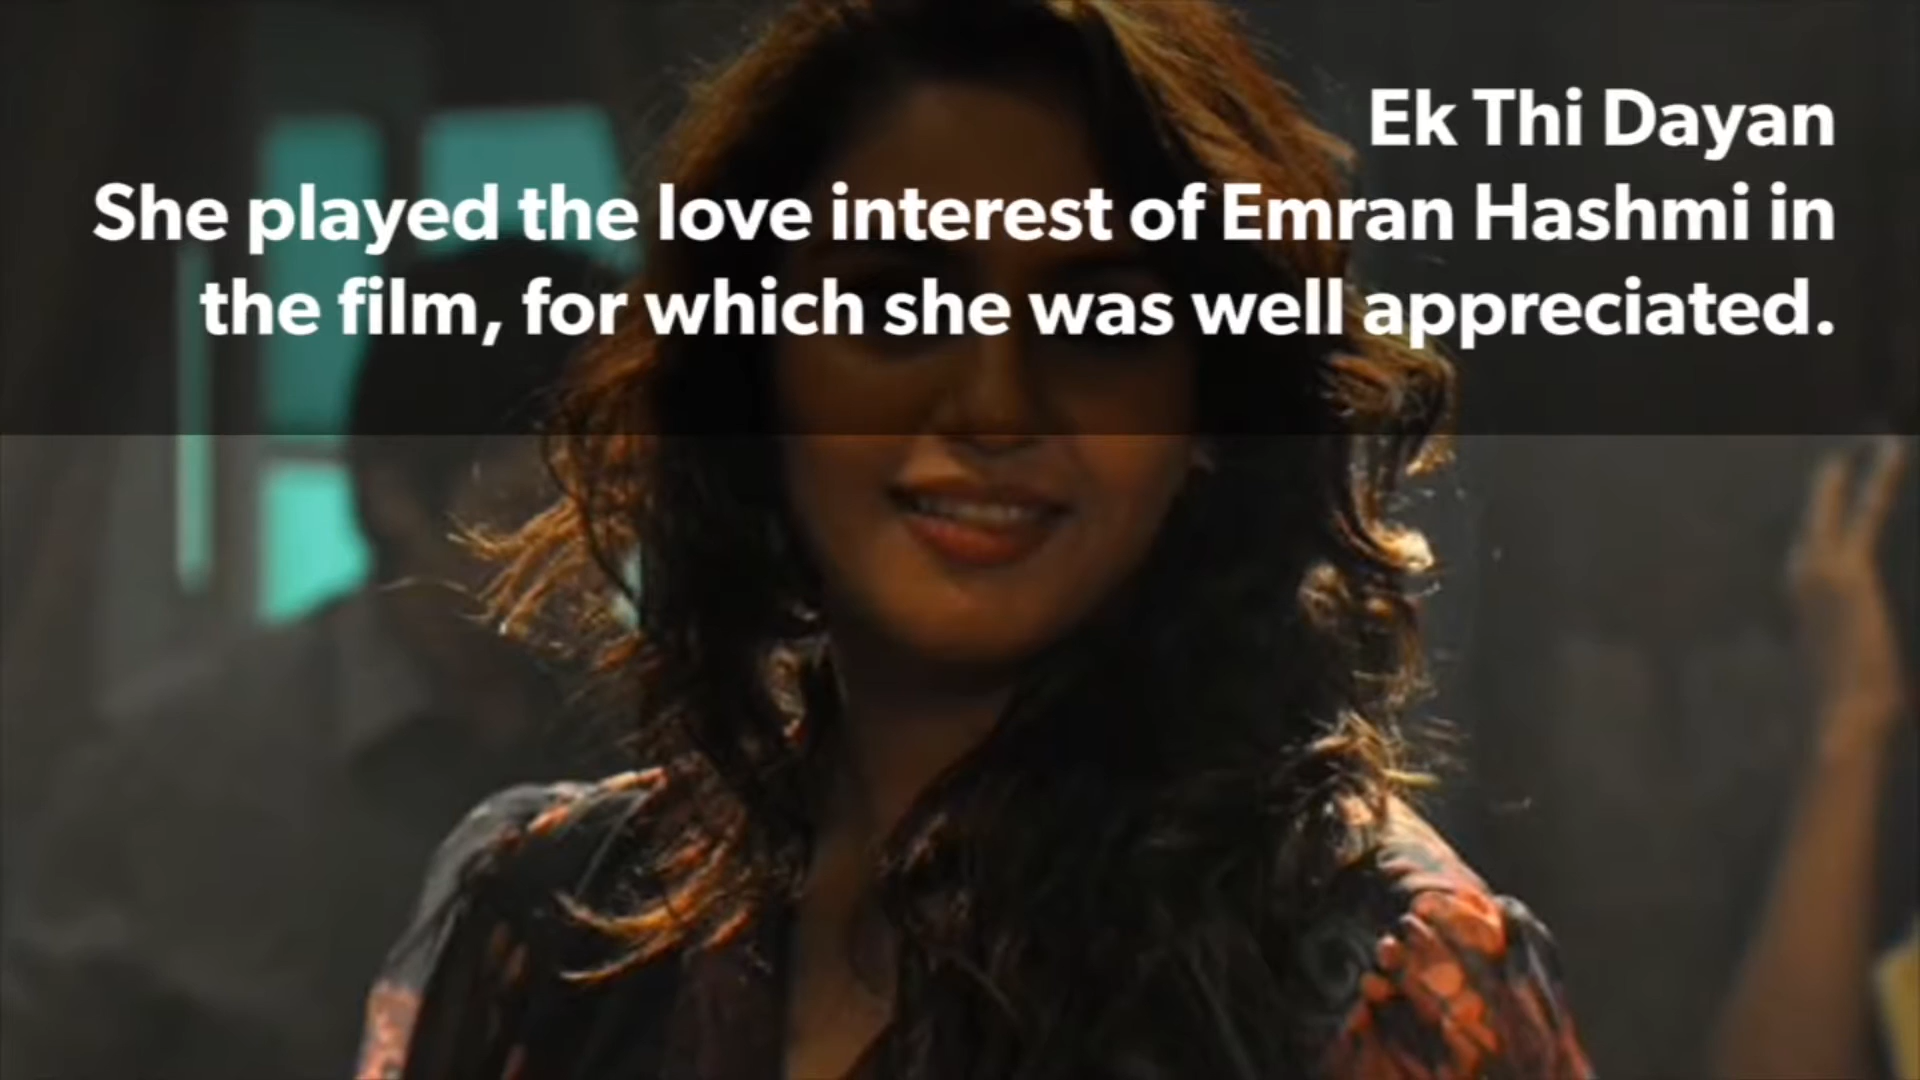 Ek Thi Dayan
She played the love interest of Emran Hashmi in
the film, for which she was well appreciated.